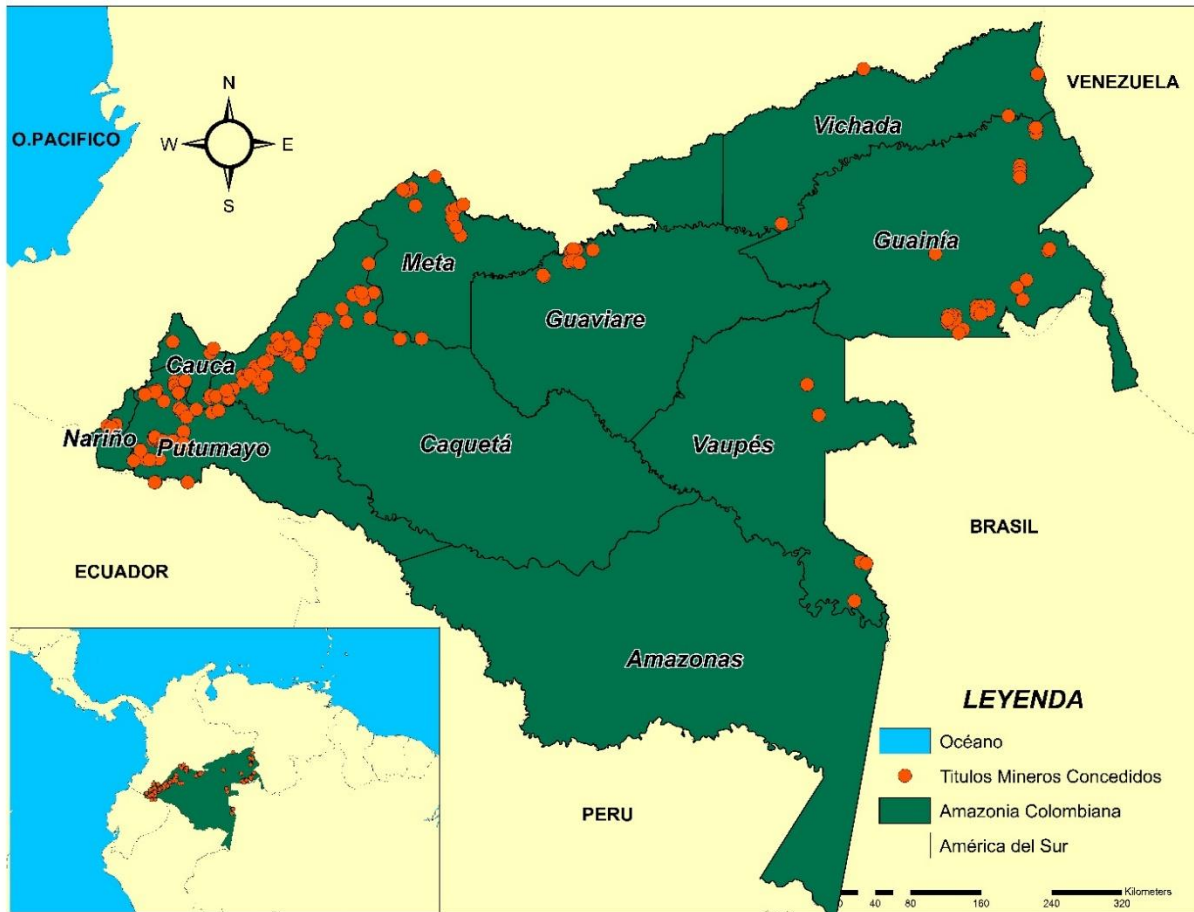 VENEZUELA
N
O.PACIFICO
W
E
S
Vichada
Guainía
Meta
Guaviare
Cauca
Nariño
Putumayo
Caquetá
Vaupés
BRASIL
ECUADOR
Amazonas
PERU
LEYENDA
Océano
Titulos Mineros Concedidos
Amazonia Colombiana
América del Sur
Kilometers
0 40 80 160 240 320